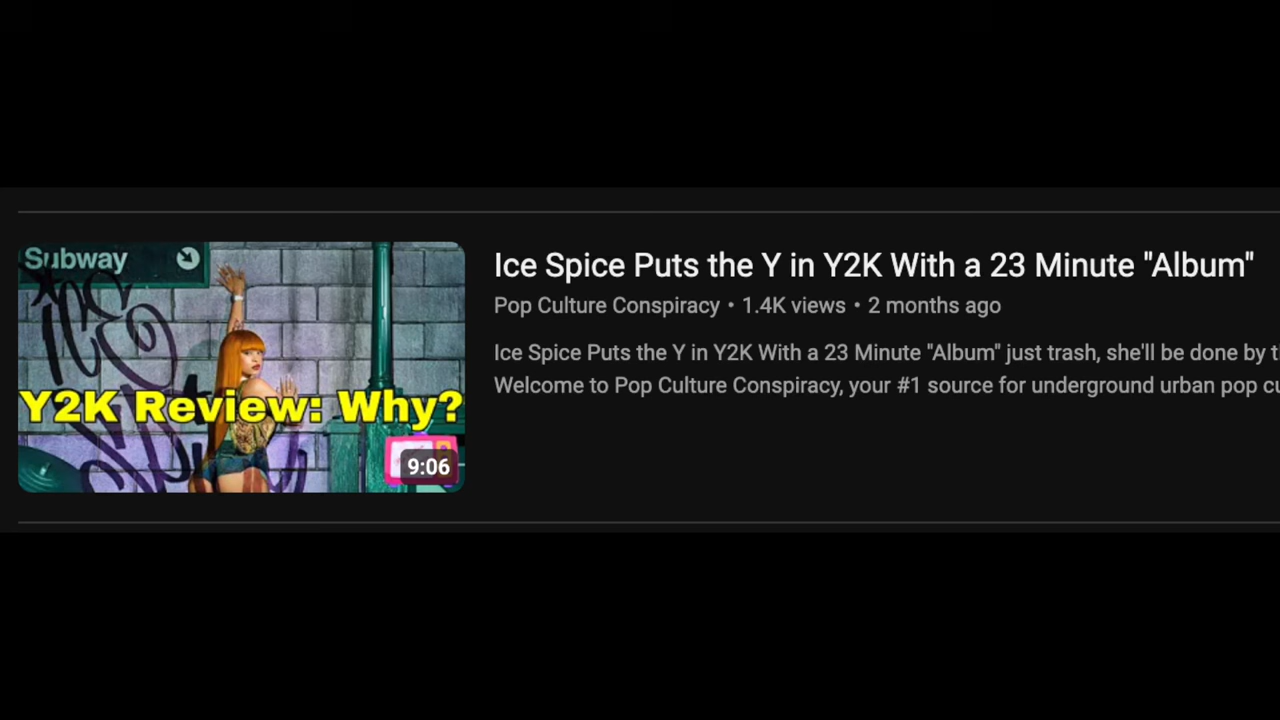 Subway
Y2K Review: Why?
9:06
Ice Spice Puts the Y in Y2K With a 23 Minute "Album"
Pop Culture Conspiracy • 1.4K views • 2 months ago
Ice Spice Puts the Y in Y2K With a 23 Minute "Album" just trash, she'll be done by
Welcome to Pop Culture Conspiracy, your #1 source for underground urban pop